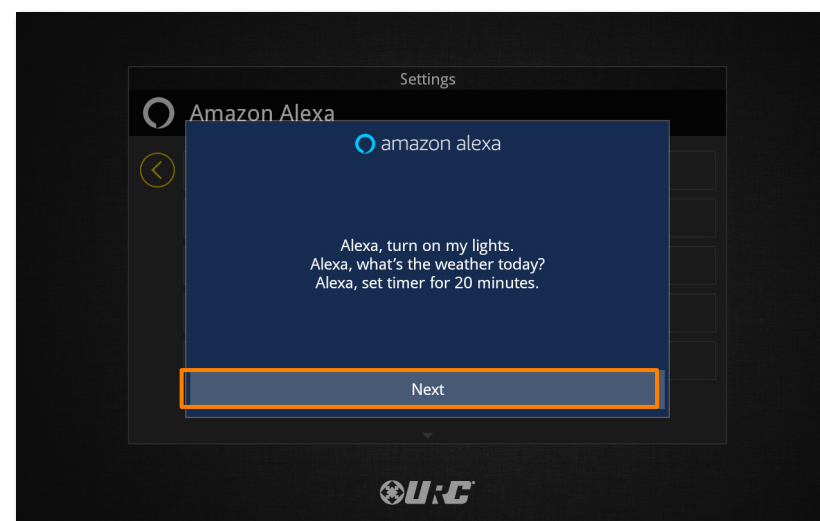 Settings
Amazon Alexa
amazon alexa
Alexa, turn on my lights.
Alexa, what's the weather today?
Alexa, set timer for 20 minutes.
Next
URC